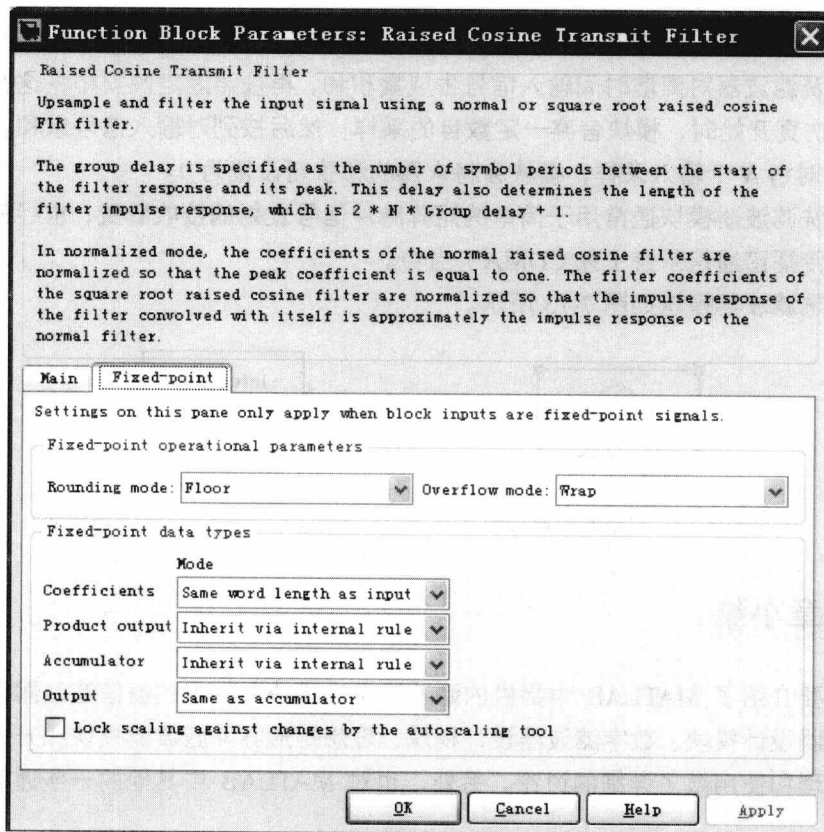 Function Block Parameters: Raised Cosine Transmit Filter
Raised Cosine Transmit Filter
Upsample and filter the input signal using a normal or square root raised cosine
FIR filter.
The group delay is specified as the number of symbol periods between the start of
the filter response and its peak. This delay also determines the length of the
filter impulse response, which is 2 * N * Group delay + 1.
In normalized mode, the coefficients of the normal raised cosine filter are
normalized so that the peak coefficient is equal to one. The filter coefficients of
the square root raised cosine filter are normalized so that the impulse response of
the filter convolved with itself is approximately the impulse response of the
normal filter.
Main Fixed-point
Settings on this pane only apply when block inputs are fixed-point signals.
Fixed-point operational parameters
Rounding mode: Floor Overflow mode: Wrap
Fixed-point data types
Mode
Coefficients Same word length as input
Product output Inherit via internal rule
Accumulator Inherit via internal rule
Output Same as accumulator
Lock scaling against changes by the autoscaling tool
OK Cancel Help Apply